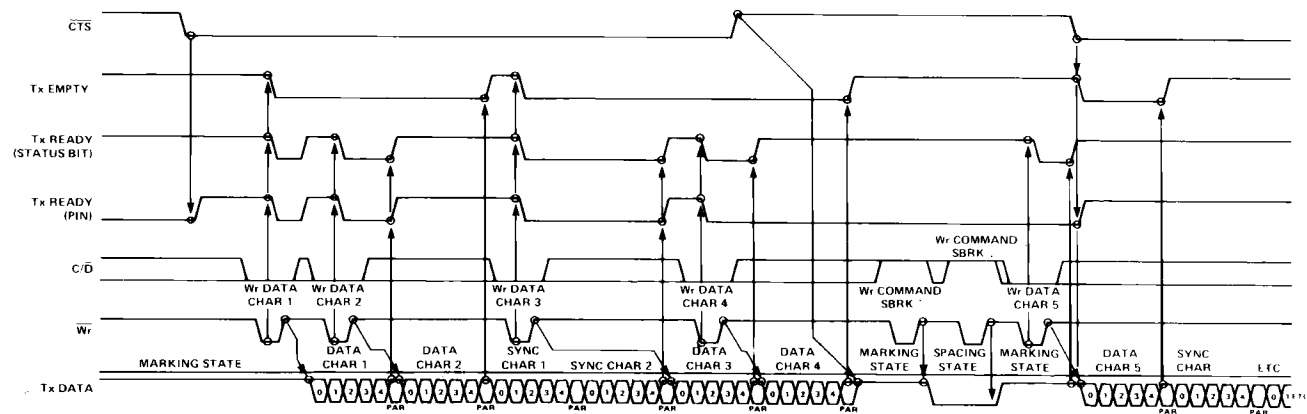 CTS
Tx EMPTY
Tx READY
(STATUS BIT)
Tx READY
(PIN)
C/D
Wr COMMAND
SBRK
Wr DATA
CHAR 1
Wr DATA
CHAR 2
Wr DATA
CHAR 3
Wr DATA
CHAR 4
Wr COMMAND
SBRK
Wr DATA
CHAR 5
Wr
MARKING STATE
DATA
CHAR 1
DATA
CHAR 2
SYNC
CHAR 1
SYNC CHAR 2
DATA
CHAR 3
DATA
CHAR 4
MARKING
STATE
SPACING
STATE
MARKING
STATE
DATA
CHAR 5
SYNC
CHAR
ETC
Tx DATA
0 1 2 3 4 0 1 2 3 4 0 1 2 3 4 0 1 2 3 4 0 1 2 3 4 0 1 2 3 4 0 1 2 3 4 0 1 ETC
PAR PAR PAR PAR PAR PAR PAR PAR